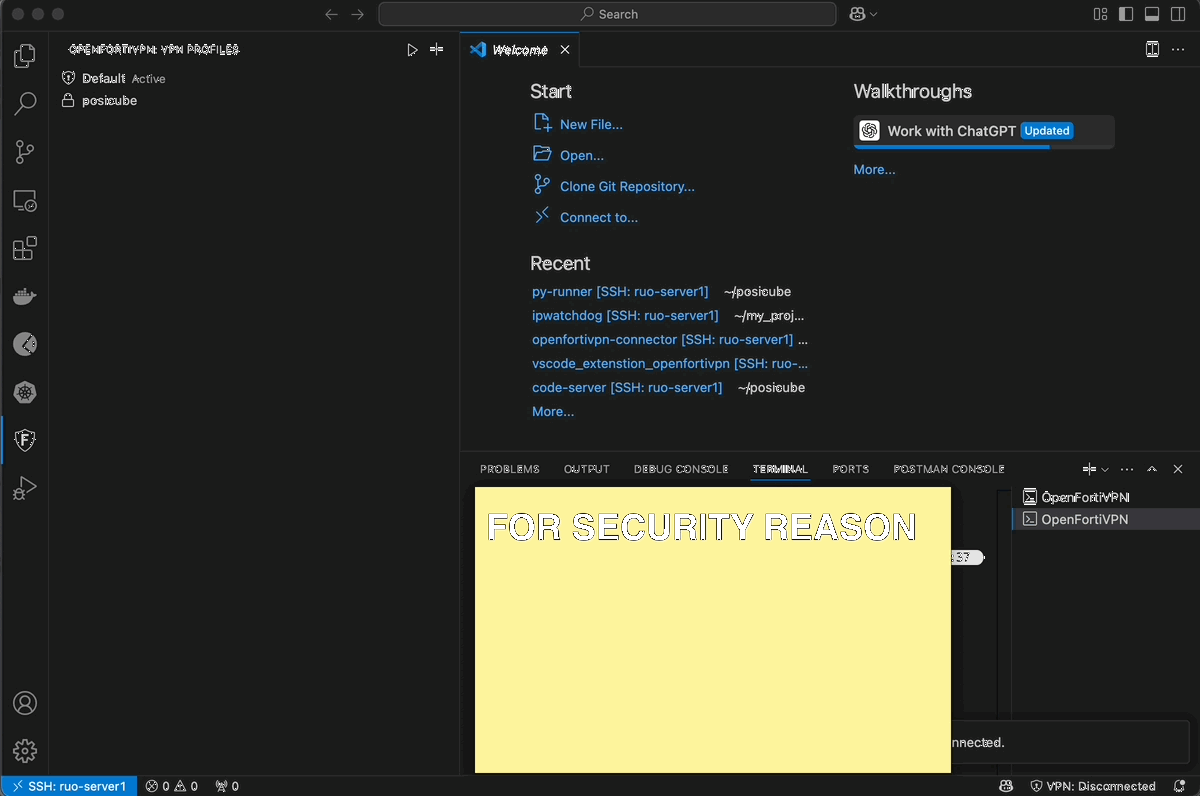 Search
OPENFORTIVPN: VPN PROFILES
Default Active
posicube
Welcome
Start
New File...
Open...
Clone Git Repository...
Connect to...
Recent
py-runner [SSH: ruo-server1] ~/posicube
ipwatchdog [SSH: ruo-server1] ~/my_proj...
openfortivpn-connector [SSH: ruo-server1] ...
vscode_extenstion_openfortivpn [SSH: ruo-...
code-server [SSH: ruo-server1] ~/posicube
More...
Walkthroughs
Work with ChatGPT Updated
More...
PROBLEMS OUTPUT DEBUG CONSOLE TERMINAL PORTS POSTMAN CONSOLE
FOR SECURITY REASON
OpenFortiVPN
OpenFortiVPN
nnected.
SSH: ruo-server1 0 0 0 VPN: Disconnected